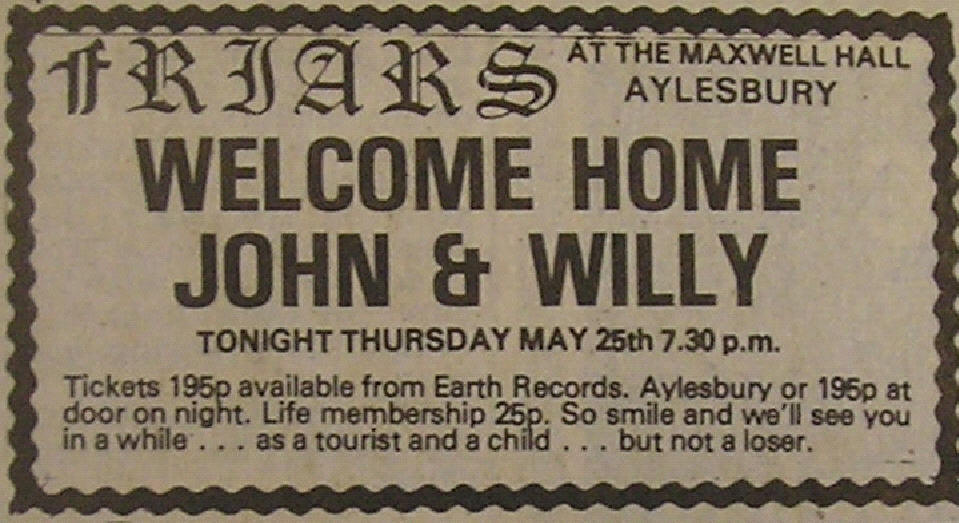 FRIARS AT THE MAXWELL HALL
AYLESBURY
WELCOME HOME
JOHN & WILLY
TONIGHT THURSDAY MAY 25th 7.30 p.m.
Tickets 195p available from Earth Records. Aylesbury or 195p at
door on night. Life membership 25p. So smile and we'll see you
in a while . . . as a tourist and a child . . . but not a loser.